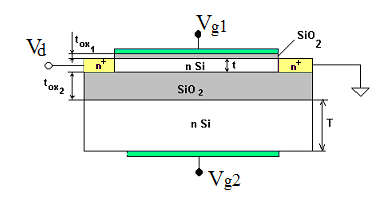 Vg1
SiO2
tox1
Vd
n+ n Si t n+
tox2
SiO2
n Si T
Vg2